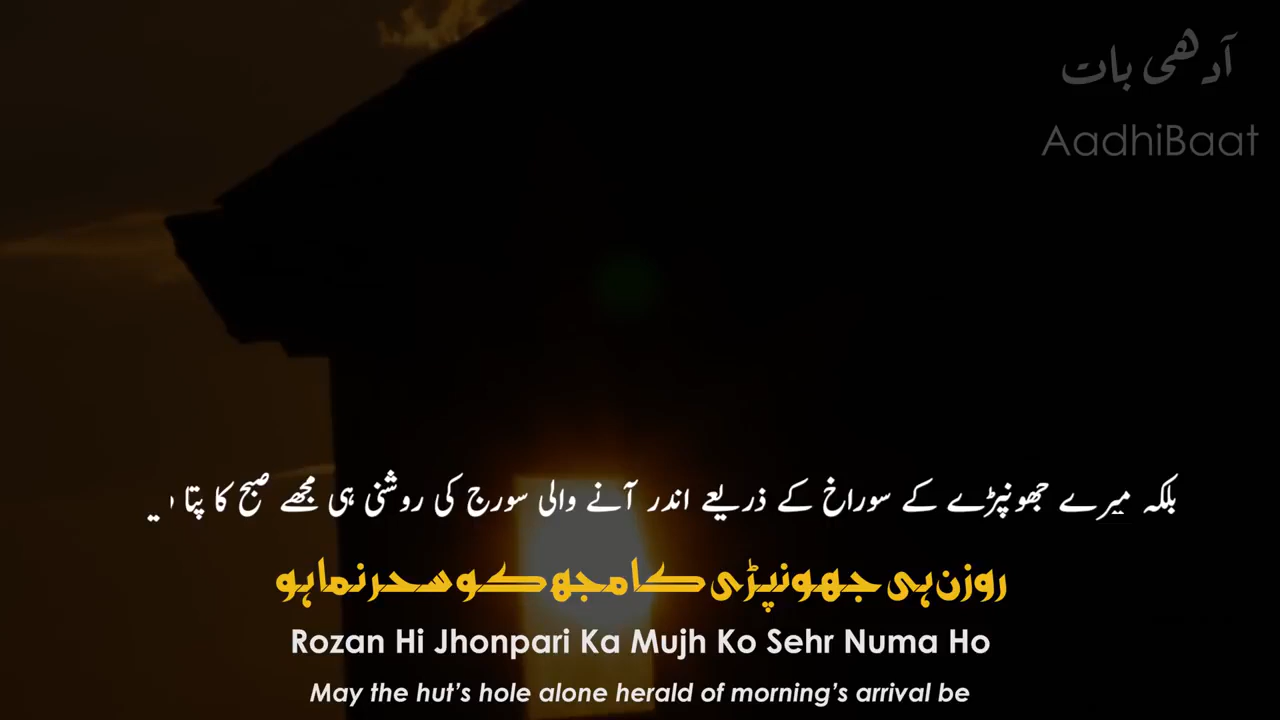 آدھی بات
AadhiBaat
بلکہ میرے جھونپڑے کے سوراخ کے ذریعے اندر آنے والی سورج کی روشنی ہی مجھے صبح کا پتا
روزن ہی جھونپڑی کا مجھ کو سحر نما ہو
Rozan Hi Jhonpari Ka Mujh Ko Sehr Numa Ho
May the hut’s hole alone herald of morning’s arrival be